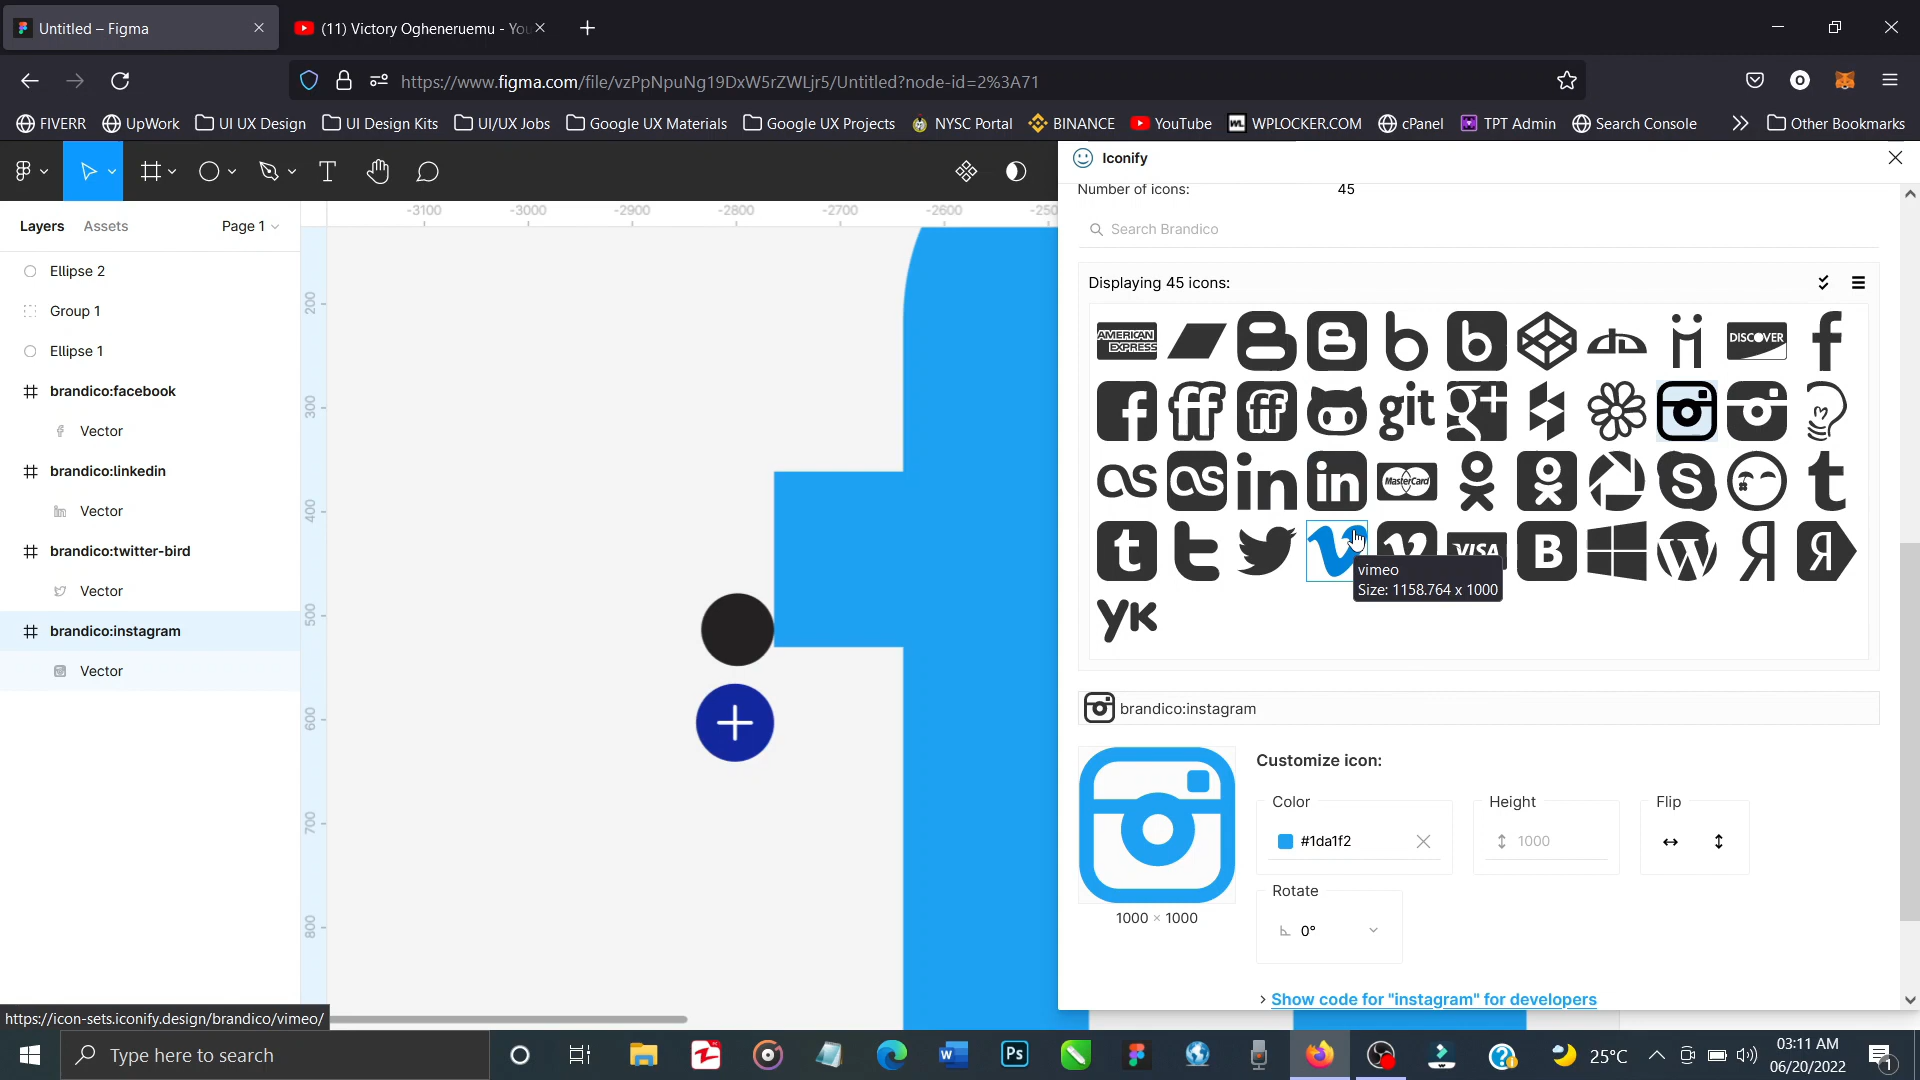 Untitled – Figma
(11) Victory Ogheneruemu - You
https://www.figma.com/file/vzPpNpuNg19DxW5rZWLjr5/Untitled?node-id=2%3A71
FIVERR
UpWork
UI UX Design
UI Design Kits
UI/UX Jobs
Google UX Materials
Google UX Projects
NYSC Portal
BINANCE
YouTube
WPLOCKER.COM
cPanel
TPT Admin
Search Console
Other Bookmarks
Layers
Assets
Page 1
-3100
-3000
-2900
-2800
-2700
-2600
-250
Iconify
Number of icons:
45
Search Brandico
Displaying 45 icons:
AMERICAN EXPRESS
DISCOVER
git
MasterCard
VISA
vimeo
Size: 1158.764 x 1000
Ellipse 2
Group 1
Ellipse 1
brandico:facebook
Vector
brandico:linkedin
Vector
brandico:twitter-bird
Vector
brandico:instagram
Vector
200
300
400
500
600
700
800
brandico:instagram
Customize icon:
Color
#1da1f2
Height
1000
Flip
1000 × 1000
Rotate
0°
Show code for "instagram" for developers
https://icon-sets.iconify.design/brandico/vimeo/
Type here to search
25°C
03:11 AM
06/20/2022
1